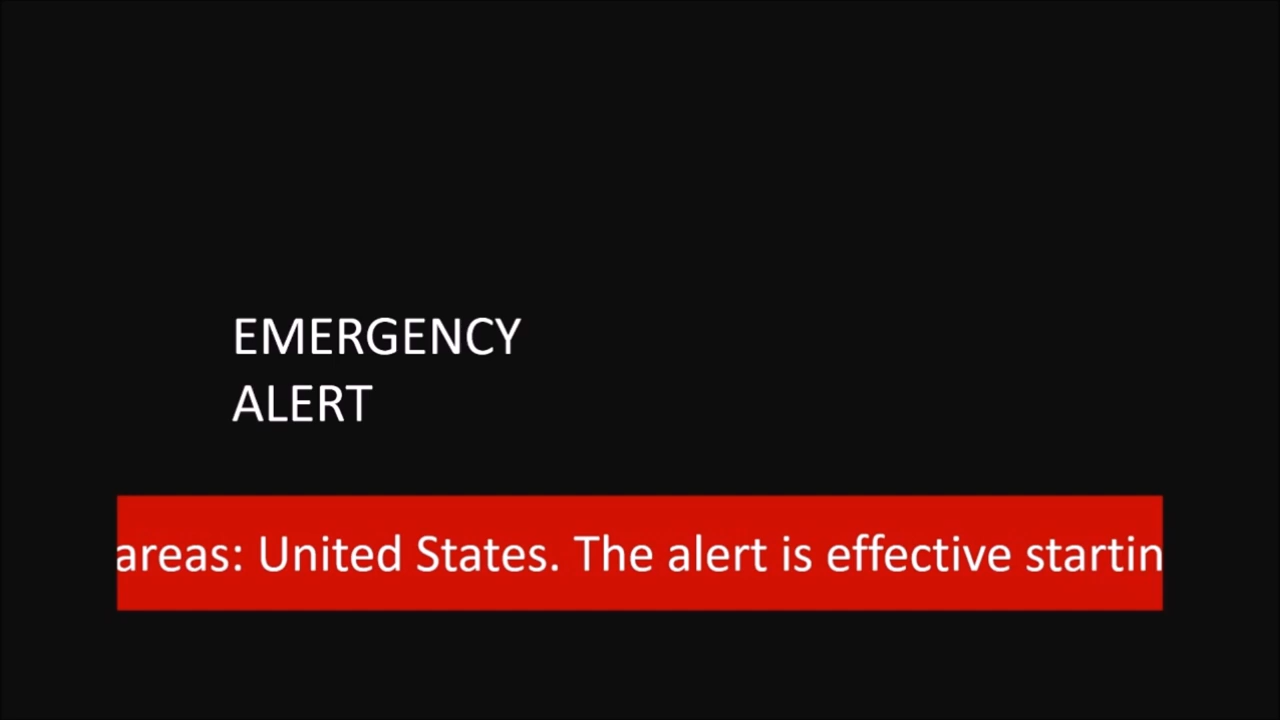 EMERGENCY
ALERT
areas: United States. The alert is effective startin